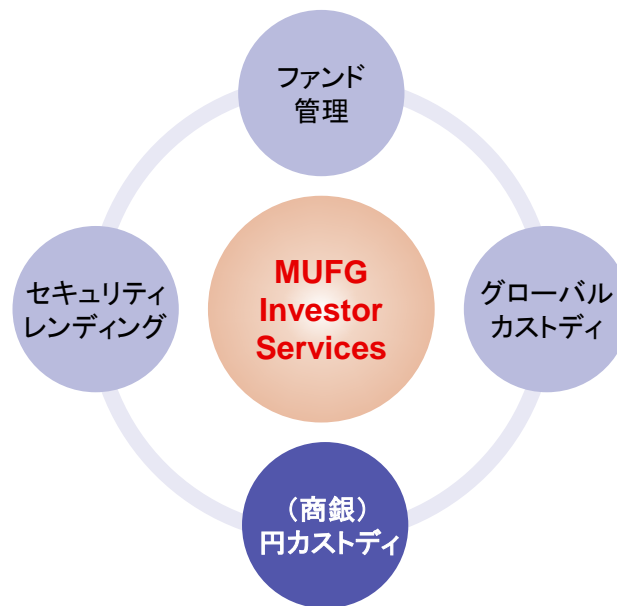 ファンド
管理
セキュリティ
レンディング
MUFG
Investor
Services
グローバル
カストディ
（商銀）
円カストディ